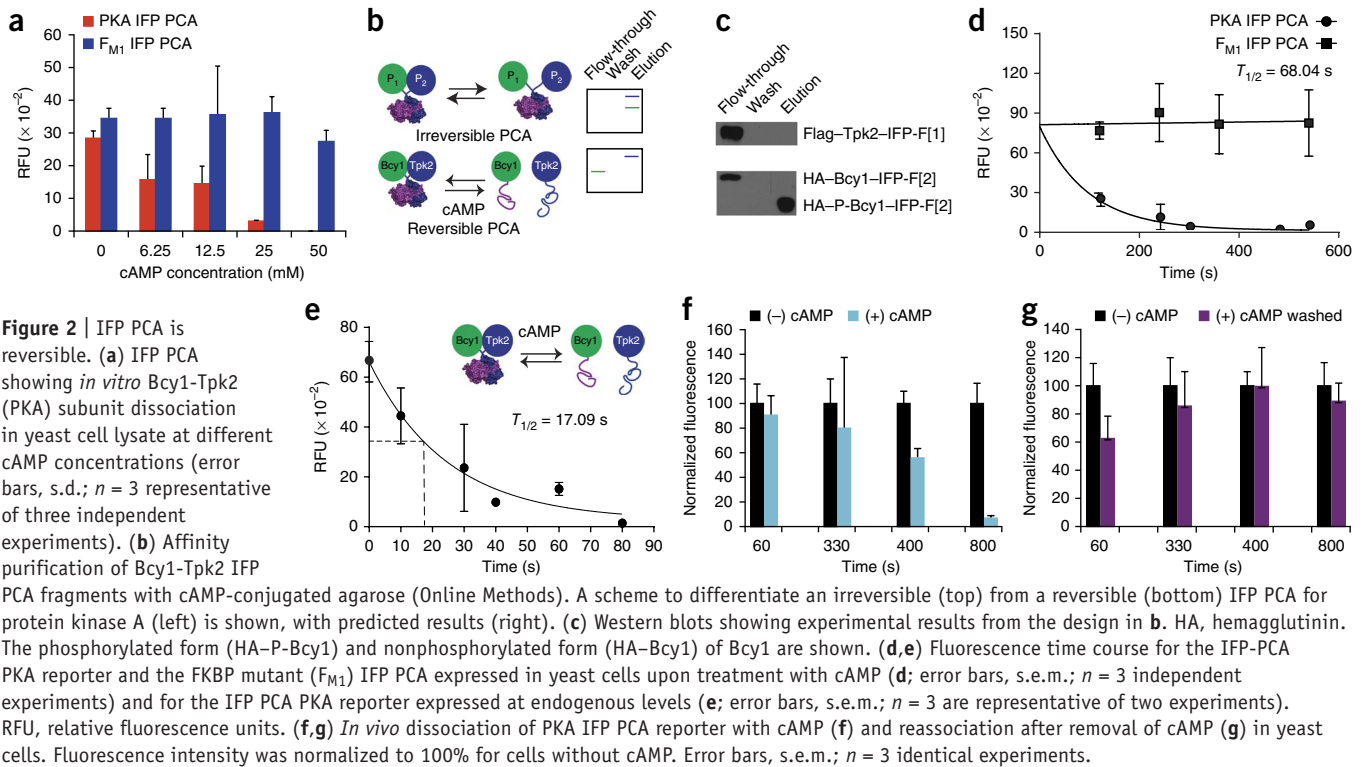 a
PKA IFP PCA
FM1 IFP PCA
60
50
40
30
20
10
0
RFU (× 10⁻²)
0 6.25 12.5 25 50
cAMP concentration (mM)
b
Flow-through
Wash
Elution
P1 P2 P1 P2
Irreversible PCA
Bcy1 Tpk2 Bcy1 Tpk2
cAMP
Reversible PCA
c
Flow-through
Wash
Elution
Flag–Tpk2–IFP-F[1]
HA–Bcy1–IFP-F[2]
HA–P-Bcy1–IFP-F[2]
d
PKA IFP PCA
FM1 IFP PCA
T1/2 = 68.04 s
150
120
90
60
30
0
RFU (× 10⁻²)
0 200 400 600
Time (s)
e
80
60
40
20
0
RFU (× 10⁻²)
Bcy1 Tpk2 cAMP Bcy1 Tpk2
T1/2 = 17.09 s
0 10 20 30 40 50 60 70 80 90
Time (s)
f
(–) cAMP (+) cAMP
160
140
120
100
80
60
40
20
0
Normalized fluorescence
60 330 400 800
Time (s)
g
(–) cAMP (+) cAMP washed
140
120
100
80
60
40
20
0
Normalized fluorescence
60 330 400 800
Time (s)
Figure 2 | IFP PCA is
reversible. (a) IFP PCA
showing in vitro Bcy1-Tpk2
(PKA) subunit dissociation
in yeast cell lysate at different
cAMP concentrations (error
bars, s.d.; n = 3 representative
of three independent
experiments). (b) Affinity
purification of Bcy1-Tpk2 IFP
PCA fragments with cAMP-conjugated agarose (Online Methods). A scheme to differentiate an irreversible (top) from a reversible (bottom) IFP PCA for
protein kinase A (left) is shown, with predicted results (right). (c) Western blots showing experimental results from the design in b. HA, hemagglutinin.
The phosphorylated form (HA–P-Bcy1) and nonphosphorylated form (HA–Bcy1) of Bcy1 are shown. (d,e) Fluorescence time course for the IFP-PCA
PKA reporter and the FKBP mutant (FM1) IFP PCA expressed in yeast cells upon treatment with cAMP (d; error bars, s.e.m.; n = 3 independent
experiments) and for the IFP PCA PKA reporter expressed at endogenous levels (e; error bars, s.e.m.; n = 3 are representative of two experiments).
RFU, relative fluorescence units. (f,g) In vivo dissociation of PKA IFP PCA reporter with cAMP (f) and reassociation after removal of cAMP (g) in yeast
cells. Fluorescence intensity was normalized to 100% for cells without cAMP. Error bars, s.e.m.; n = 3 identical experiments.